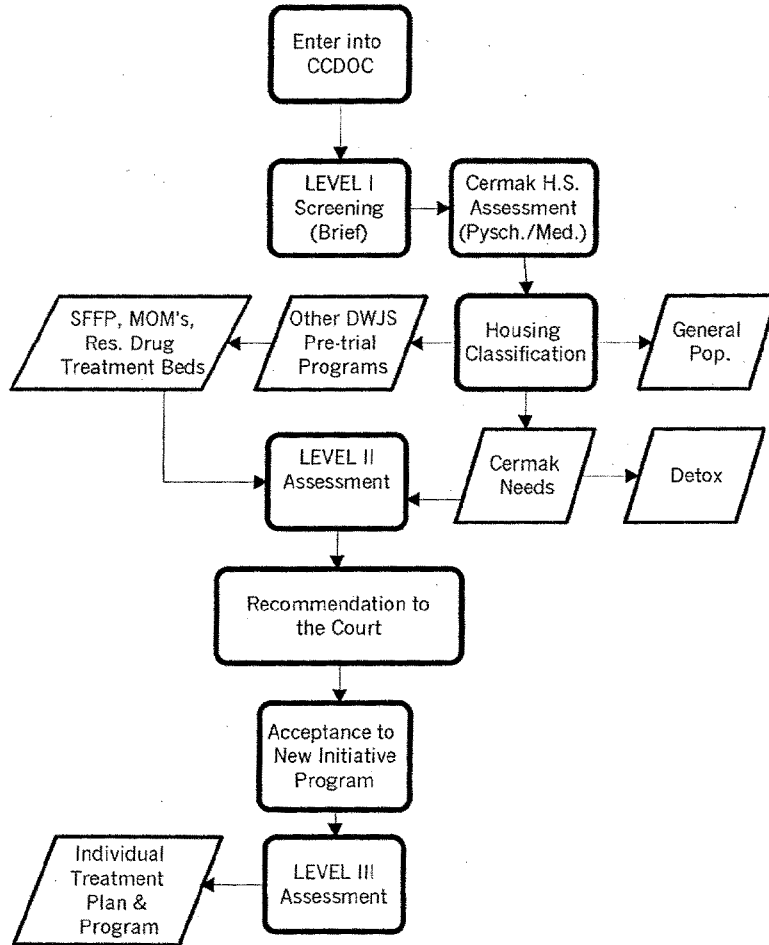 Enter into
CCDOC
LEVEL I
Screening
(Brief)
Cermak H.S.
Assessment
(Pysch./Med.)
SFFP, MOM's,
Res. Drug
Treatment Beds
Other DWJS
Pre-trial
Programs
Housing
Classification
General
Pop.
LEVEL II
Assessment
Cermak
Needs
Detox
Recommendation to
the Court
Acceptance to
New Initiative
Program
Individual
Treatment
Plan &
Program
LEVEL III
Assessment